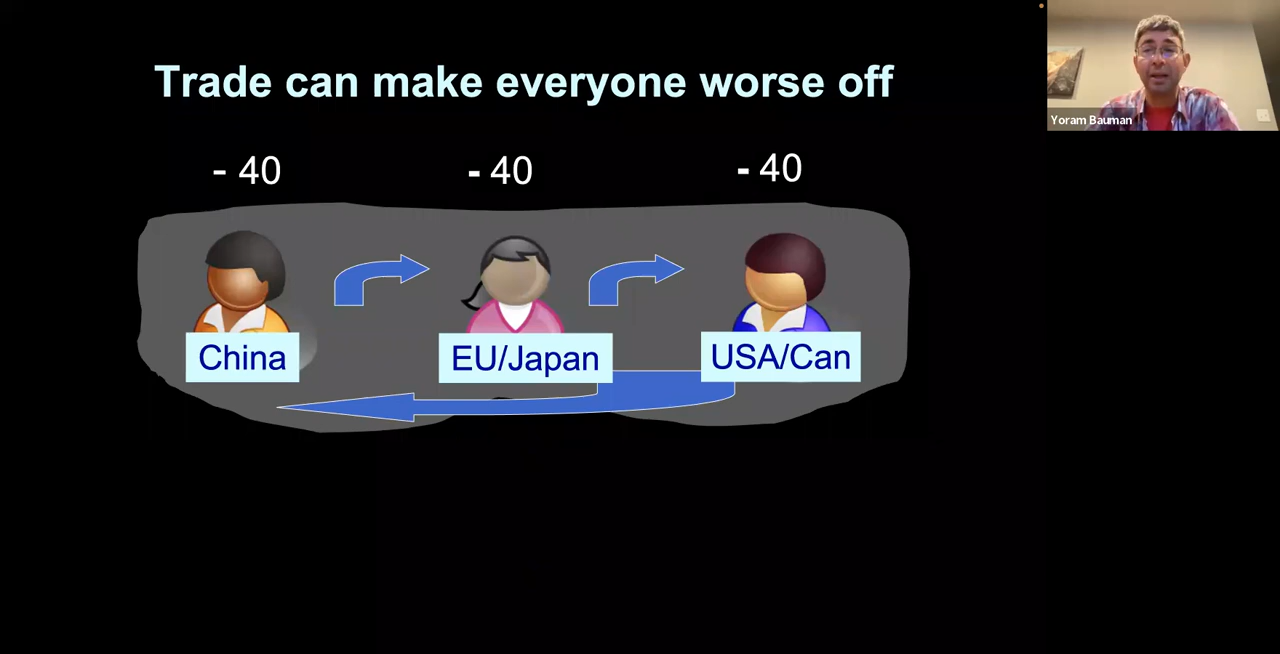 Trade can make everyone worse off
- 40
- 40
- 40
China
EU/Japan
USA/Can
Yoram Bauman